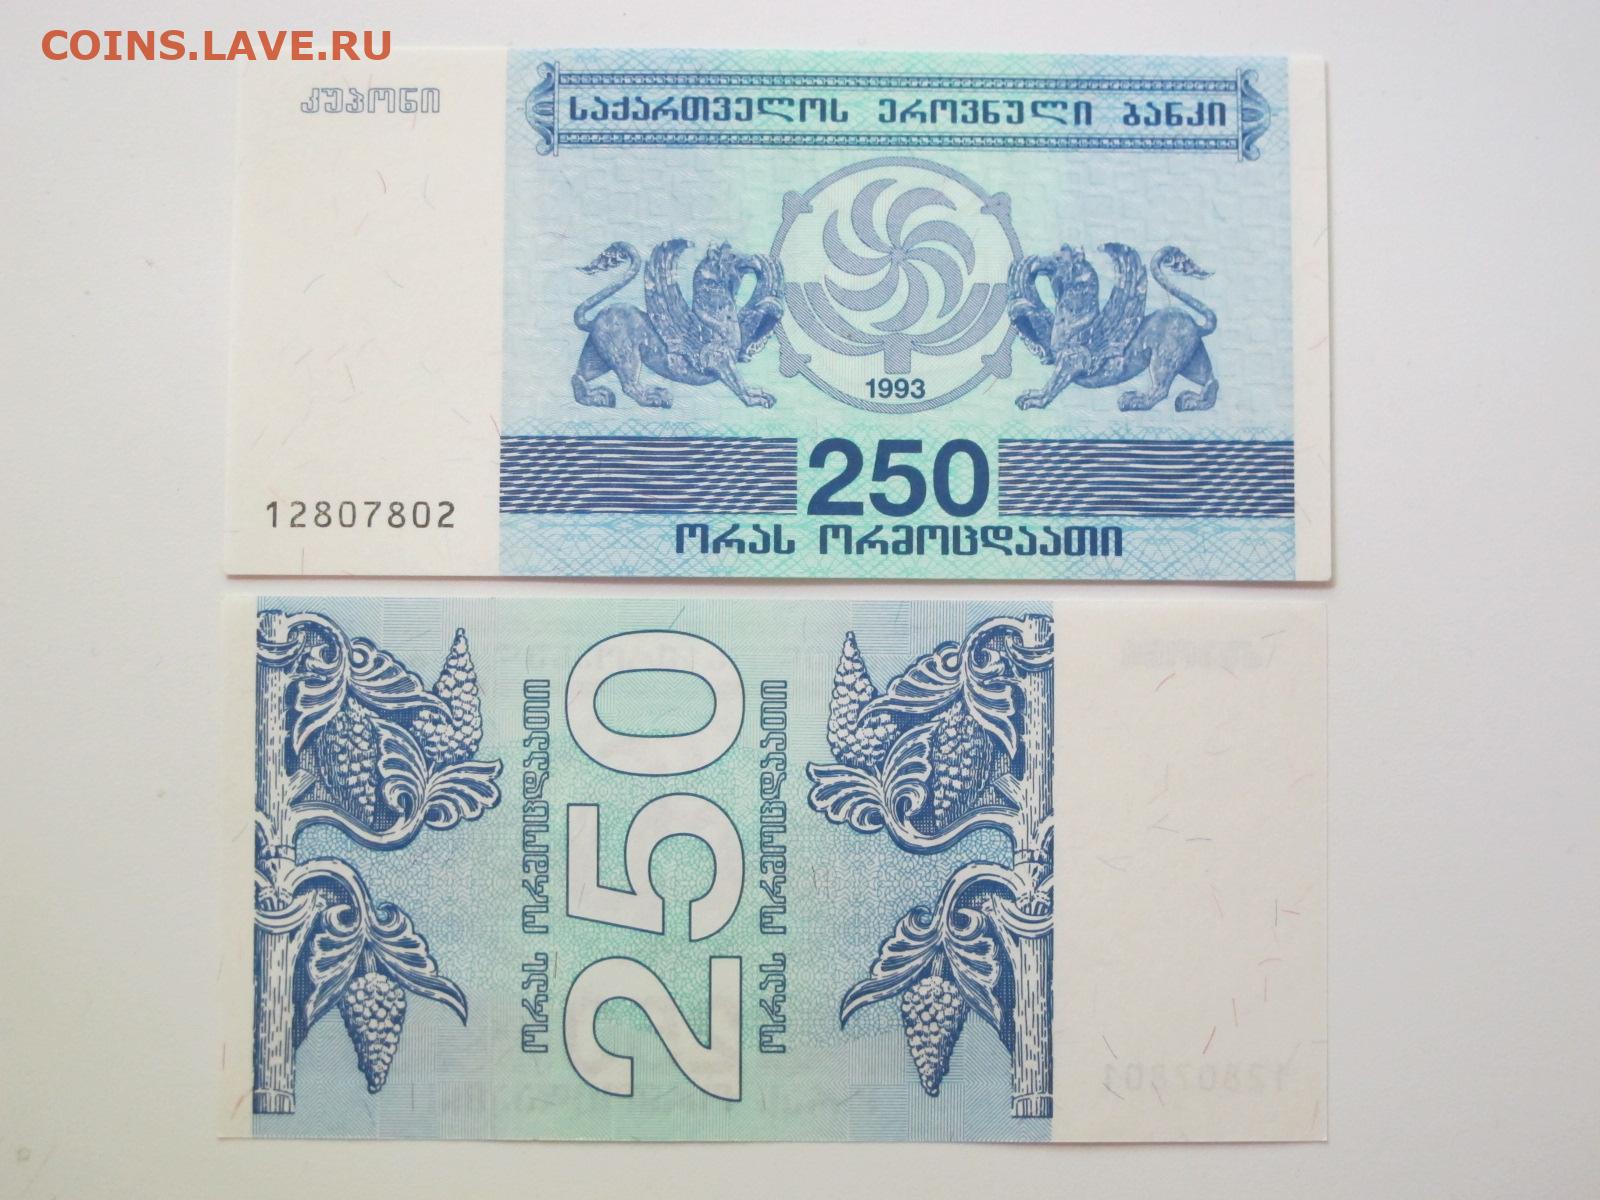 COINS.LAVE.RU
კუპონი
საქართველოს ეროვნული ბანკი
1993
250
12807802
ორას ორმოცდაათი
ორას ორმოცდაათი
250
ორას ორმოცდაათი